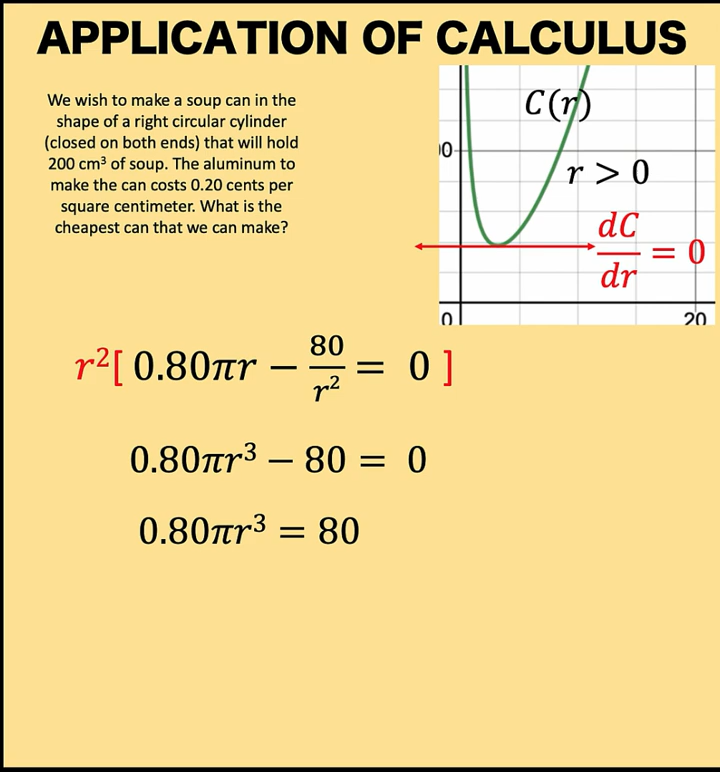 APPLICATION OF CALCULUS
We wish to make a soup can in the
shape of a right circular cylinder
(closed on both ends) that will hold
200 cm³ of soup. The aluminum to
make the can costs 0.20 cents per
square centimeter. What is the
cheapest can that we can make?
C(r)
0
r > 0
dC
dr
= 0
0
20
r²[ 0.80πr − 80/r² = 0 ]
0.80πr³ − 80 = 0
0.80πr³ = 80